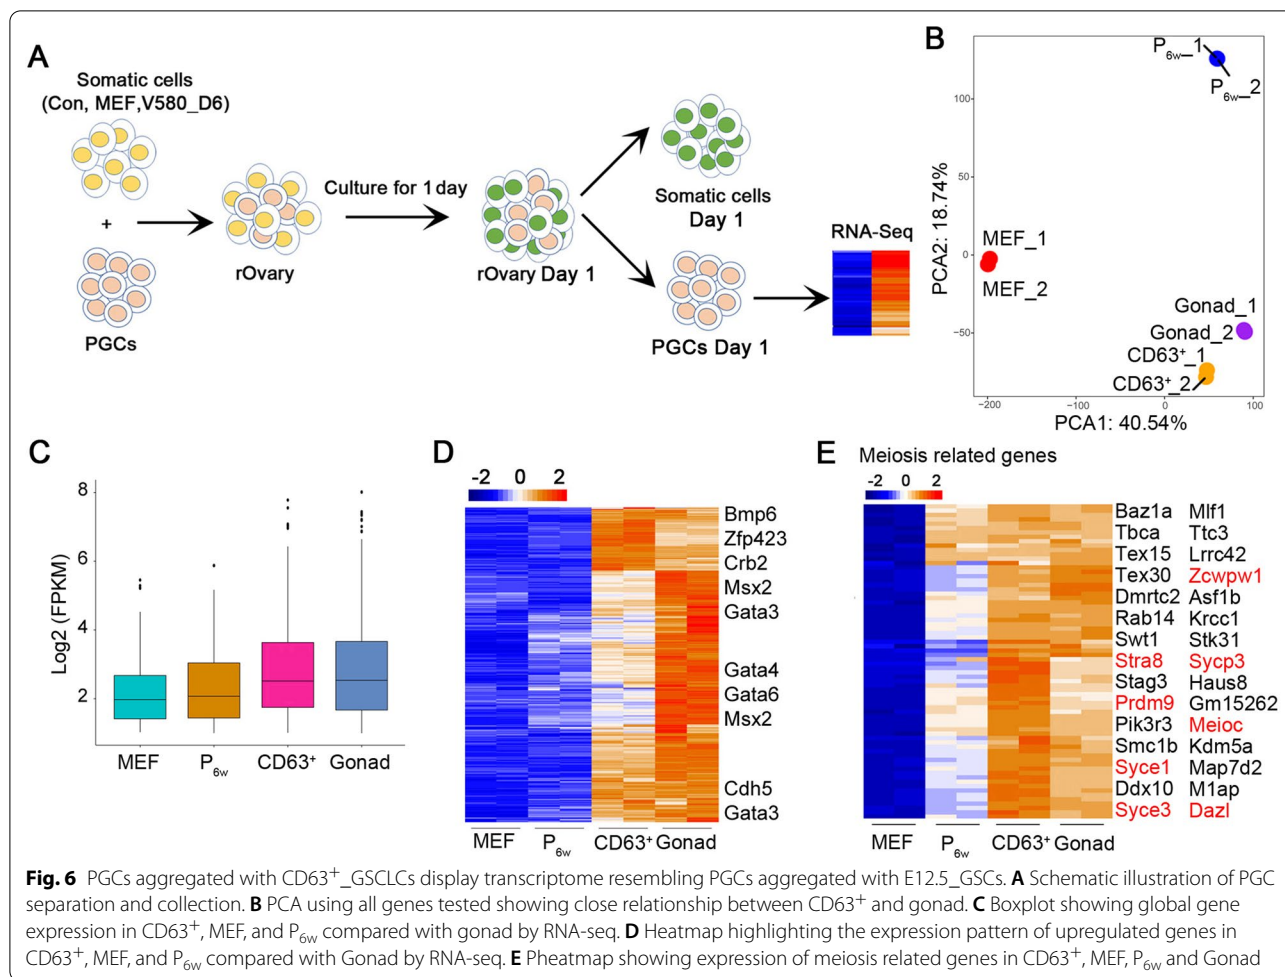 A
Somatic cells
(Con, MEF,V580_D6)
+
PGCs
rOvary
Culture for 1 day
rOvary Day 1
Somatic cells
Day 1
PGCs Day 1
RNA-Seq
B
P6w_1
P6w_2
MEF_1
MEF_2
Gonad_1
Gonad_2
CD63+_1
CD63+_2
100
50
0
−50
−200
−100
0
100
PCA2: 18.74%
PCA1: 40.54%
C
Log2 (FPKM)
8
6
4
2
MEF
P6w
CD63+
Gonad
D
-2 0 2
Bmp6
Zfp423
Crb2
Msx2
Gata3
Gata4
Gata6
Msx2
Cdh5
Gata3
MEF P6w CD63+ Gonad
E Meiosis related genes
-2 0 2
Baz1a Mlf1
Tbca Ttc3
Tex15 Lrrc42
Tex30 Zcwpw1
Dmrtc2 Asf1b
Rab14 Krcc1
Swt1 Stk31
Stra8 Sycp3
Stag3 Haus8
Prdm9 Gm15262
Pik3r3 Meioc
Smc1b Kdm5a
Syce1 Map7d2
Ddx10 M1ap
Syce3 Dazl
MEF P6w CD63+ Gonad
Fig. 6 PGCs aggregated with CD63+_GSCLCs display transcriptome resembling PGCs aggregated with E12.5_GSCs. A Schematic illustration of PGC
separation and collection. B PCA using all genes tested showing close relationship between CD63+ and gonad. C Boxplot showing global gene
expression in CD63+, MEF, and P6w compared with gonad by RNA-seq. D Heatmap highlighting the expression pattern of upregulated genes in
CD63+, MEF, and P6w compared with Gonad by RNA-seq. E Pheatmap showing expression of meiosis related genes in CD63+, MEF, P6w and Gonad